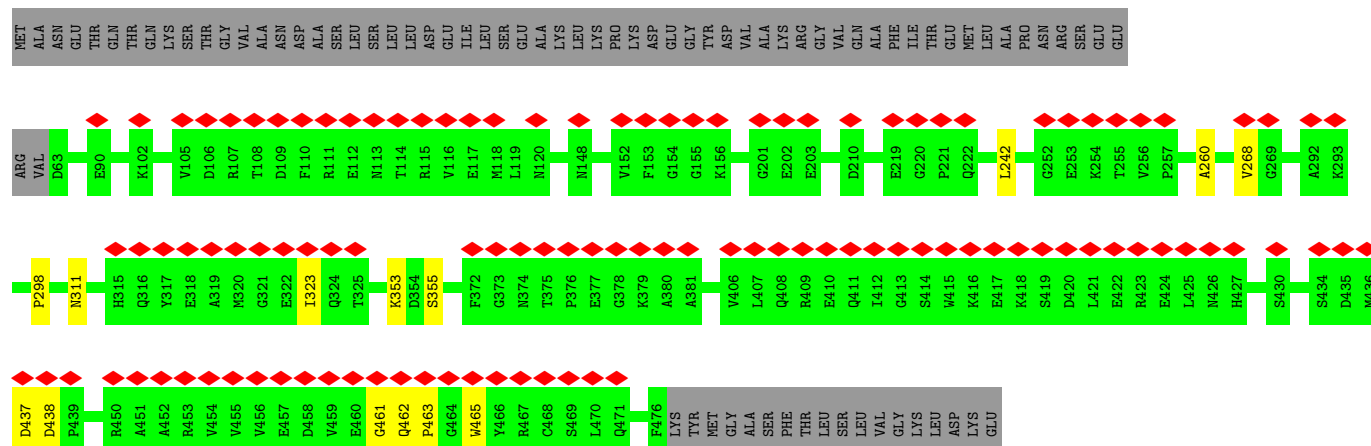 MET ALA ASN GLU THR GLN THR GLN LYS SER THR GLY VAL ALA ASN ASP ALA SER LEU SER LEU LEU ASP GLU ILE LEU SER GLU ALA LYS LEU LYS PRO LYS ASP GLU GLY TYR ASP VAL ALA LYS ARG GLY VAL GLN ALA PHE ILE THR GLU MET LEU ALA PRO ASN ARG SER GLU GLU
ARG VAL D63 E90 K102 V105 D106 R107 T108 D109 F110 R111 E112 N113 T114 R115 V116 E117 M118 L119 N120 N148 V152 F153 G154 G155 K156 G201 E202 E203 D210 E219 G220 P221 Q222 L242 G252 E253 K254 T255 V256 P257 A260 V268 G269 A292 K293
P298 N311 H315 Q316 Y317 E318 A319 M320 G321 E322 I323 Q324 T325 K353 D354 S355 F372 G373 N374 T375 P376 E377 G378 K379 A380 A381 V406 L407 Q408 R409 E410 Q411 I412 G413 S414 W415 K416 E417 K418 S419 D420 L421 E422 R423 E424 L425 N426 H427 S430 S434 D435 M436
D437 D438 P439 R450 A451 A452 R453 V454 V455 V456 E457 D458 V459 E460 G461 Q462 P463 G464 W465 Y466 R467 C468 S469 L470 Q471 F476 LYS TYR MET GLY ALA SER PHE THR LEU LEU SER LEU VAL GLY LYS LEU ASP LYS GLU